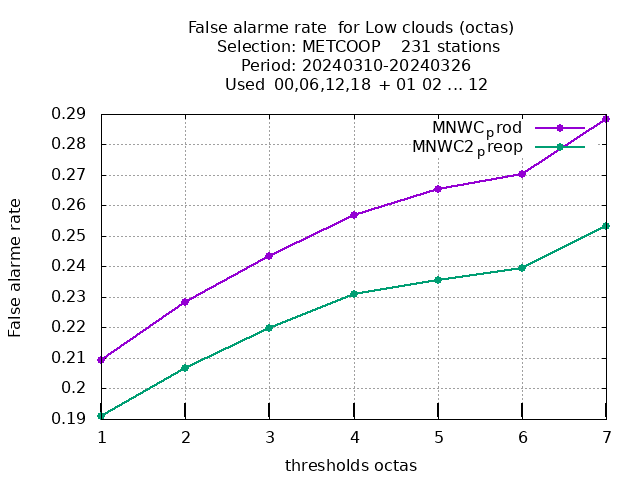 False alarme rate  for Low clouds (octas)
Selection: METCOOP    231 stations
Period: 20240310-20240326
Used  00,06,12,18  + 01 02 ... 12
MNWCprod
MNWC2preop
0.29
0.28
0.27
0.26
0.25
0.24
0.23
0.22
0.21
0.2
0.19
False alarme rate
1 2 3 4 5 6 7
thresholds octas